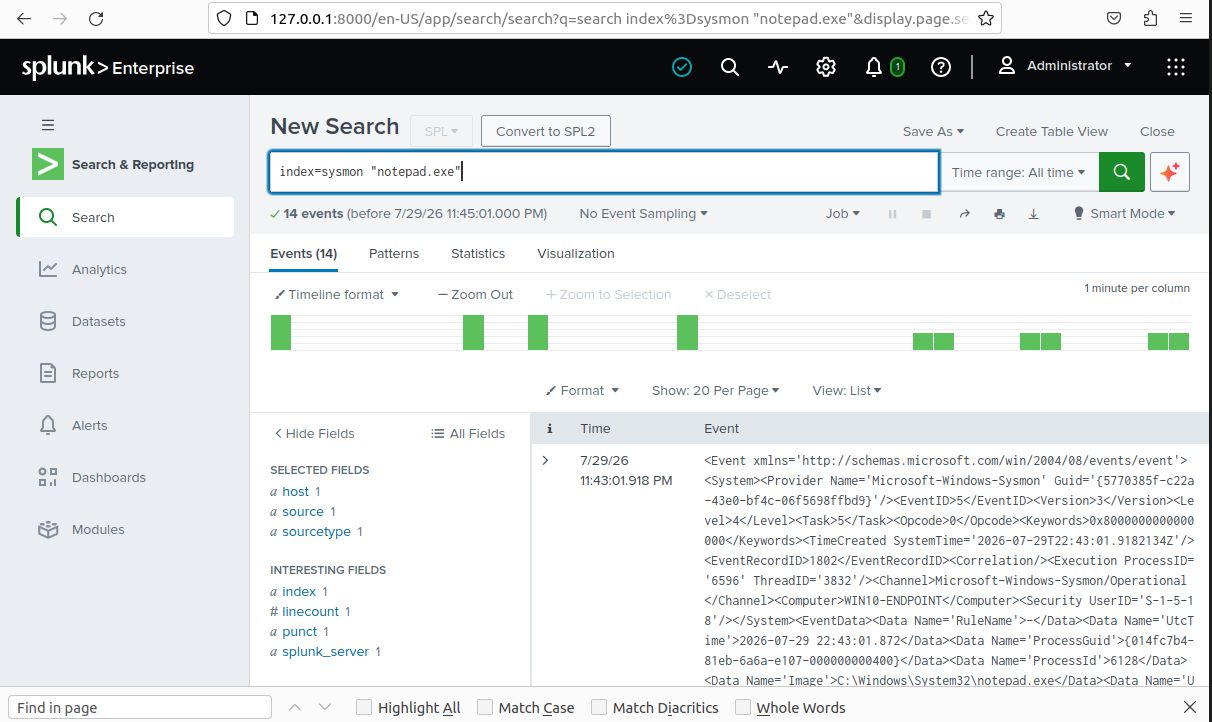 127.0.0.1:8000/en-US/app/search/search?q=search index%3Dsysmon "notepad.exe"&display.page.se
splunk> Enterprise
1
Administrator
Search & Reporting
Search
Analytics
Datasets
Reports
Alerts
Dashboards
Modules
New Search
SPL
Convert to SPL2
Save As
Create Table View
Close
index=sysmon "notepad.exe"
Time range: All time
14 events (before 7/29/26 11:45:01.000 PM)
No Event Sampling
Job
Smart Mode
Events (14)
Patterns
Statistics
Visualization
Timeline format
Zoom Out
+ Zoom to Selection
× Deselect
1 minute per column
Format
Show: 20 Per Page
View: List
< Hide Fields
All Fields
SELECTED FIELDS
a host 1
a source 1
a sourcetype 1
INTERESTING FIELDS
a index 1
# linecount 1
a punct 1
a splunk_server 1
i
Time
Event
>
7/29/26
11:43:01.918 PM
<Event xmlns='http://schemas.microsoft.com/win/2004/08/events/event'>
<System><Provider Name='Microsoft-Windows-Sysmon' Guid='{5770385f-c22a
-43e0-bf4c-06f5698ffbd9}'/><EventID>5</EventID><Version>3</Version><Le
vel>4</Level><Task>5</Task><Opcode>0</Opcode><Keywords>0x8000000000000
000</Keywords><TimeCreated SystemTime='2026-07-29T22:43:01.9182134Z'/>
<EventRecordID>1802</EventRecordID><Correlation/><Execution ProcessID=
'6596' ThreadID='3832'/><Channel>Microsoft-Windows-Sysmon/Operational
</Channel><Computer>WIN10-ENDPOINT</Computer><Security UserID='S-1-5-1
8'/></System><EventData><Data Name='RuleName'>-</Data><Data Name='UtcT
ime'>2026-07-29 22:43:01.872</Data><Data Name='ProcessGuid'>{014fc7b4-
81eb-6a6a-e107-000000000400}</Data><Data Name='ProcessId'>6128</Data>
<Data Name='Image'>C:\Windows\System32\notepad.exe</Data><Data Name='U
Find in page
Highlight All
Match Case
Match Diacritics
Whole Words